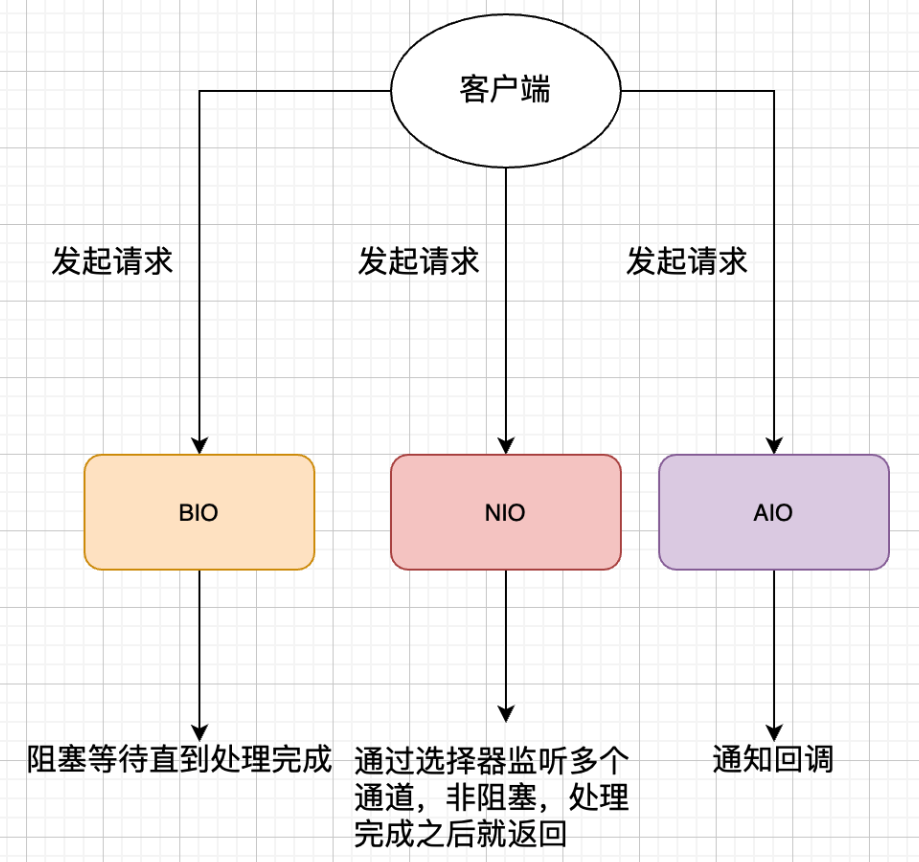 客户端
发起请求
发起请求
发起请求
BIO
NIO
AIO
阻塞等待直到处理完成
通过选择器监听多个
通道，非阻塞，处理
完成之后就返回
通知回调